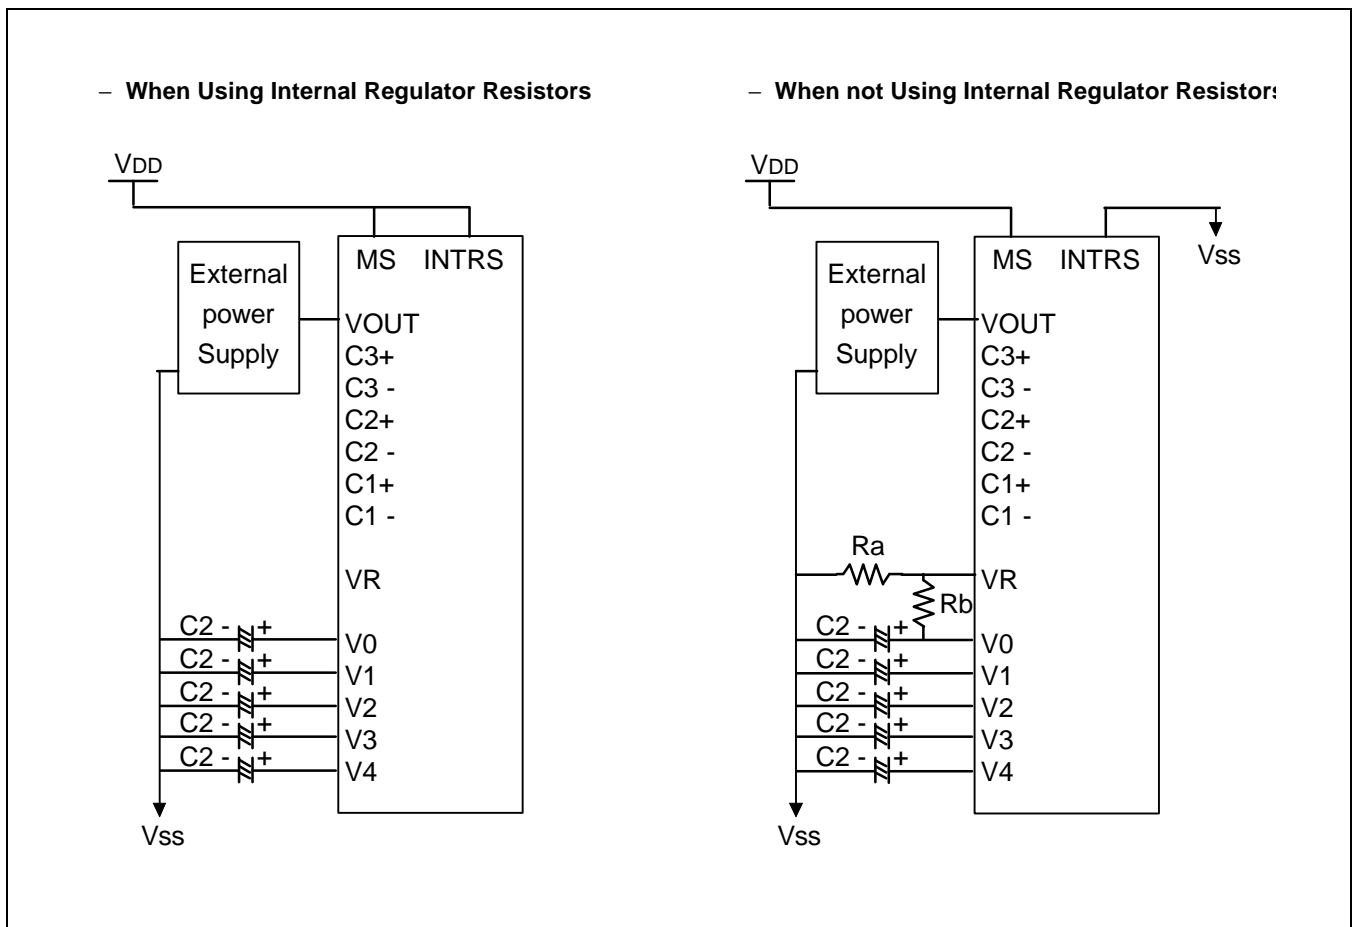 – When Using Internal Regulator Resistors
VDD
External
power
Supply
MS INTRS
VOUT
C3+
C3 -
C2+
C2 -
C1+
C1 -
VR
C2 - + V0
C2 - + V1
C2 - + V2
C2 - + V3
C2 - + V4
Vss
– When not Using Internal Regulator Resistors
VDD
Vss
External
power
Supply
MS INTRS
VOUT
C3+
C3 -
C2+
C2 -
C1+
C1 -
Ra
VR
Rb
C2 - + V0
C2 - + V1
C2 - + V2
C2 - + V3
C2 - + V4
Vss